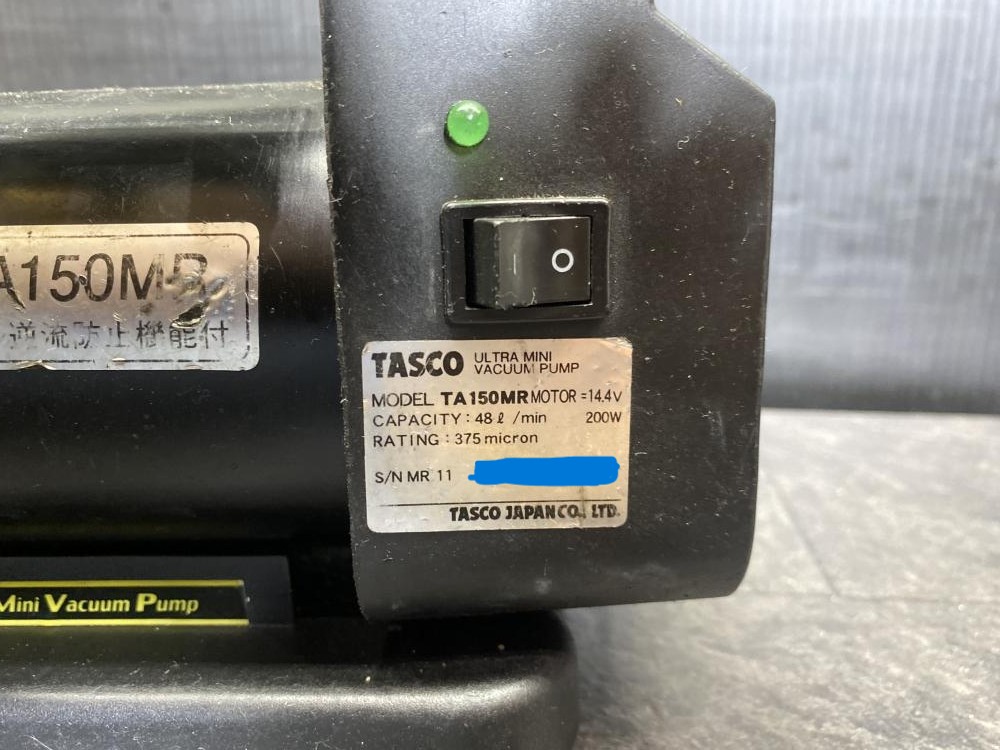 A150MR
逆流防止機能付
Mini Vacuum Pump
TASCO ULTRA MINI
VACUUM PUMP
MODEL TA150MR MOTOR=14.4V
CAPACITY: 48ℓ /min 200W
RATING: 375 micron
S/N MR 11
TASCO JAPAN CO., LTD.